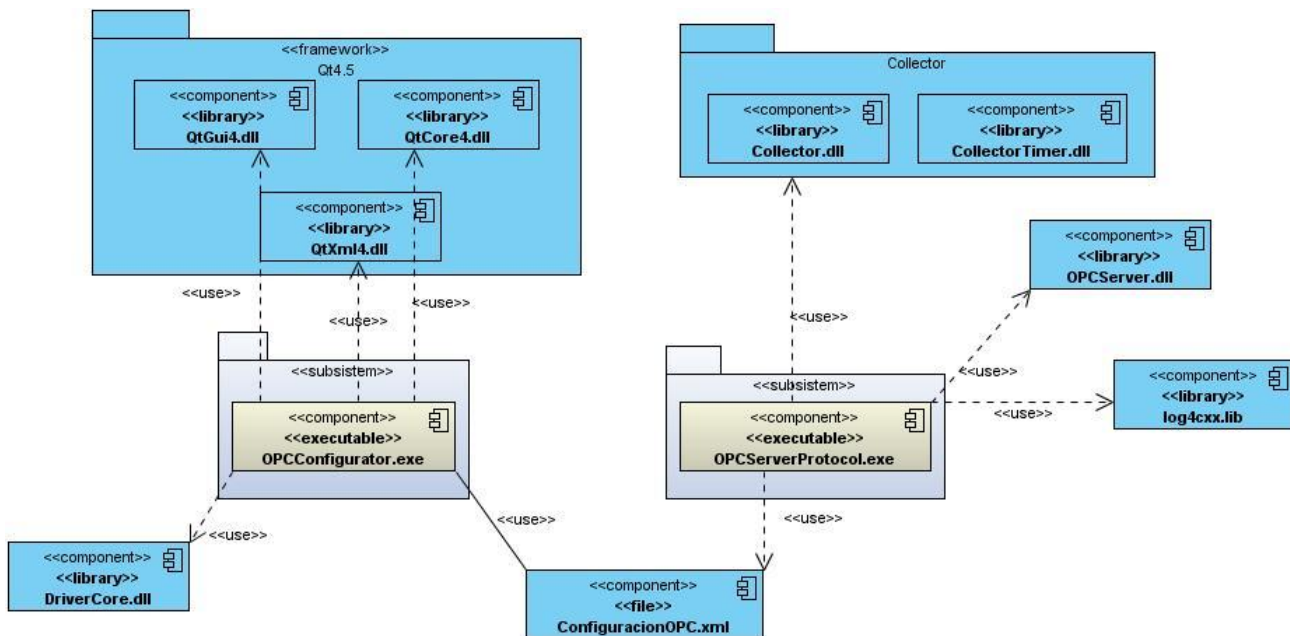 <<framework>>
Qt4.5
<<component>>
<<library>>
QtGui4.dll
<<component>>
<<library>>
QtCore4.dll
<<component>>
<<library>>
QtXml4.dll
Collector
<<component>>
<<library>>
Collector.dll
<<component>>
<<library>>
CollectorTimer.dll
<<component>>
<<library>>
OPCServer.dll
<<use>>
<<use>>
<<use>>
<<use>>
<<subsistem>>
<<component>>
<<executable>>
OPCConfigurator.exe
<<subsistem>>
<<component>>
<<executable>>
OPCServerProtocol.exe
<<use>>
<<use>>
<<component>>
<<library>>
log4cxx.lib
<<use>>
<<use>>
<<use>>
<<component>>
<<library>>
DriverCore.dll
<<component>>
<<file>>
ConfiguracionOPC.xml